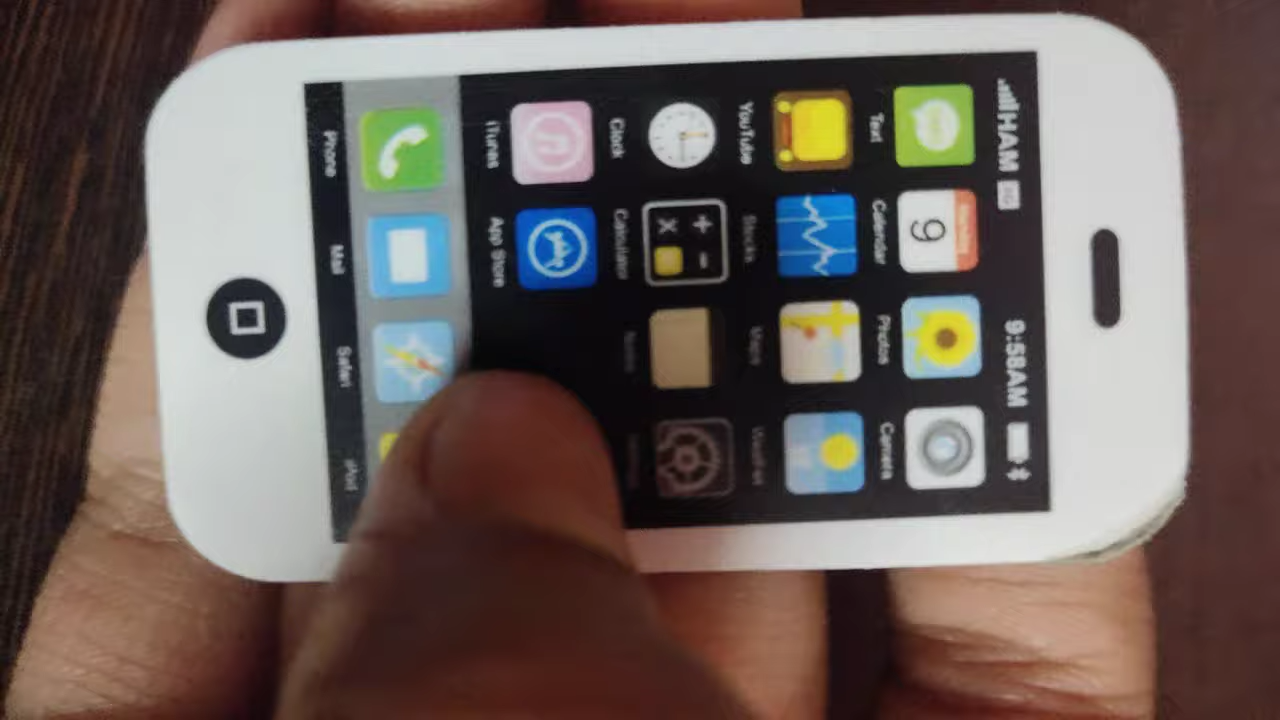 HAM 9:58AM
Text Calendar Photos Camera
9
YouTube Stocks Maps Weather
Clock Calculator
iTunes App Store
Phone Mail Safari iPod